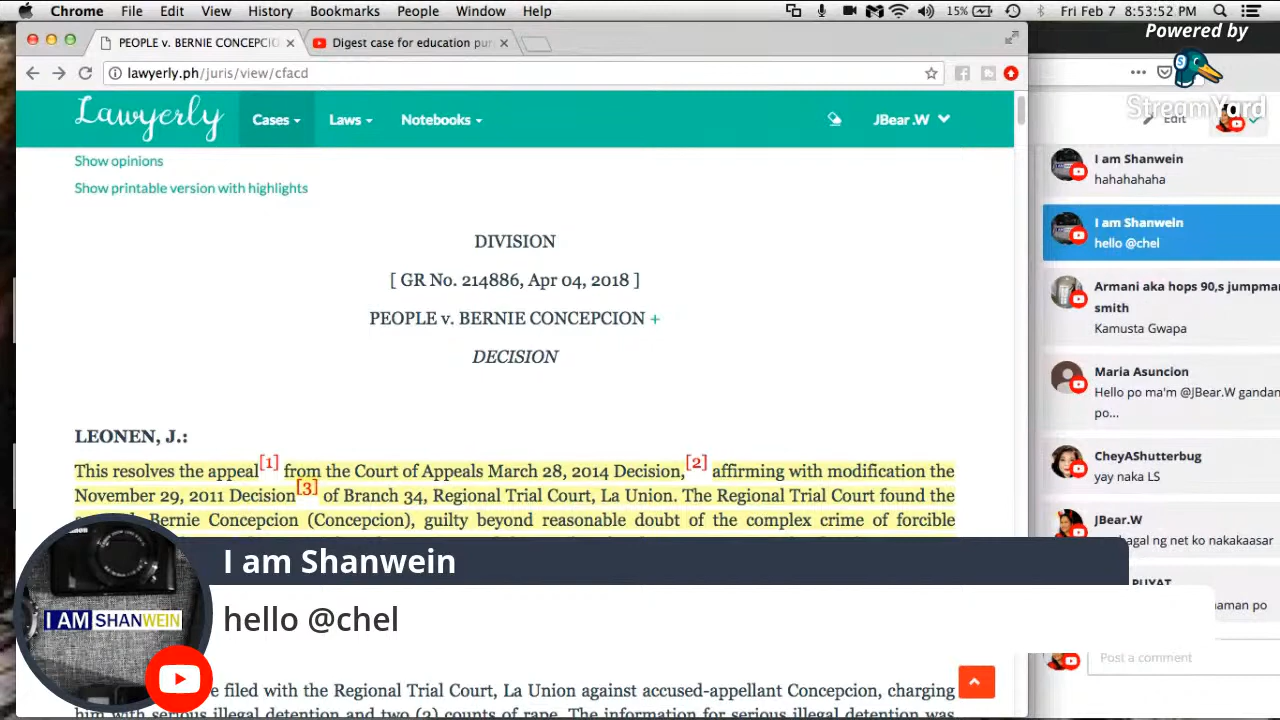 Chrome File Edit View History Bookmarks People Window Help 15% Fri Feb 7 8:53:52 PM
Powered by
StreamYard
PEOPLE v. BERNIE CONCEPCIO
Digest case for education pur
lawyerly.ph/juris/view/cfacd
Lawyerly Cases Laws Notebooks JBear .W
Edit
Show opinions
Show printable version with highlights
DIVISION
[ GR No. 214886, Apr 04, 2018 ]
PEOPLE v. BERNIE CONCEPCION +
DECISION
LEONEN, J.:
This resolves the appeal[1] from the Court of Appeals March 28, 2014 Decision,[2] affirming with modification the
November 29, 2011 Decision[3] of Branch 34, Regional Trial Court, La Union. The Regional Trial Court found the
Bernie Concepcion (Concepcion), guilty beyond reasonable doubt of the complex crime of forcible
I am Shanwein
hello @chel
I AM SHANWEIN
Canon
e filed with the Regional Trial Court, La Union against accused-appellant Concepcion, charging
him with serious illegal detention and two (2) counts of rape. The information for serious illegal detention was
I am Shanwein
hahahahaha
I am Shanwein
hello @chel
Armani aka hops 90,s jumpman
smith
Kamusta Gwapa
Maria Asuncion
Hello po ma'm @JBear.W gandan
po...
CheyAShutterbug
yay naka LS
JBear.W
bagal ng net ko nakakaasar
PUYAT
naman po
Post a comment